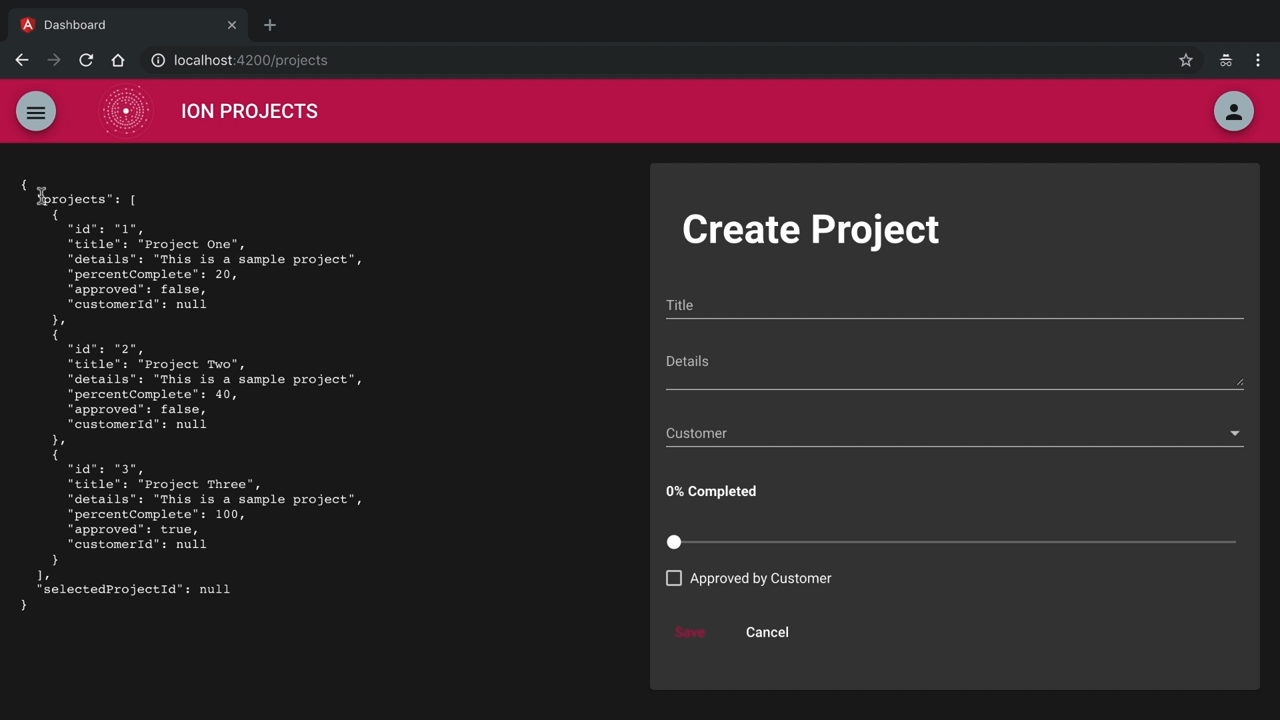 Dashboard
localhost:4200/projects
ION PROJECTS
{
"projects": [
{
"id": "1",
"title": "Project One",
"details": "This is a sample project",
"percentComplete": 20,
"approved": false,
"customerId": null
},
{
"id": "2",
"title": "Project Two",
"details": "This is a sample project",
"percentComplete": 40,
"approved": false,
"customerId": null
},
{
"id": "3",
"title": "Project Three",
"details": "This is a sample project",
"percentComplete": 100,
"approved": true,
"customerId": null
}
],
"selectedProjectId": null
}
Create Project
Title
Details
Customer
0% Completed
Approved by Customer
Save Cancel